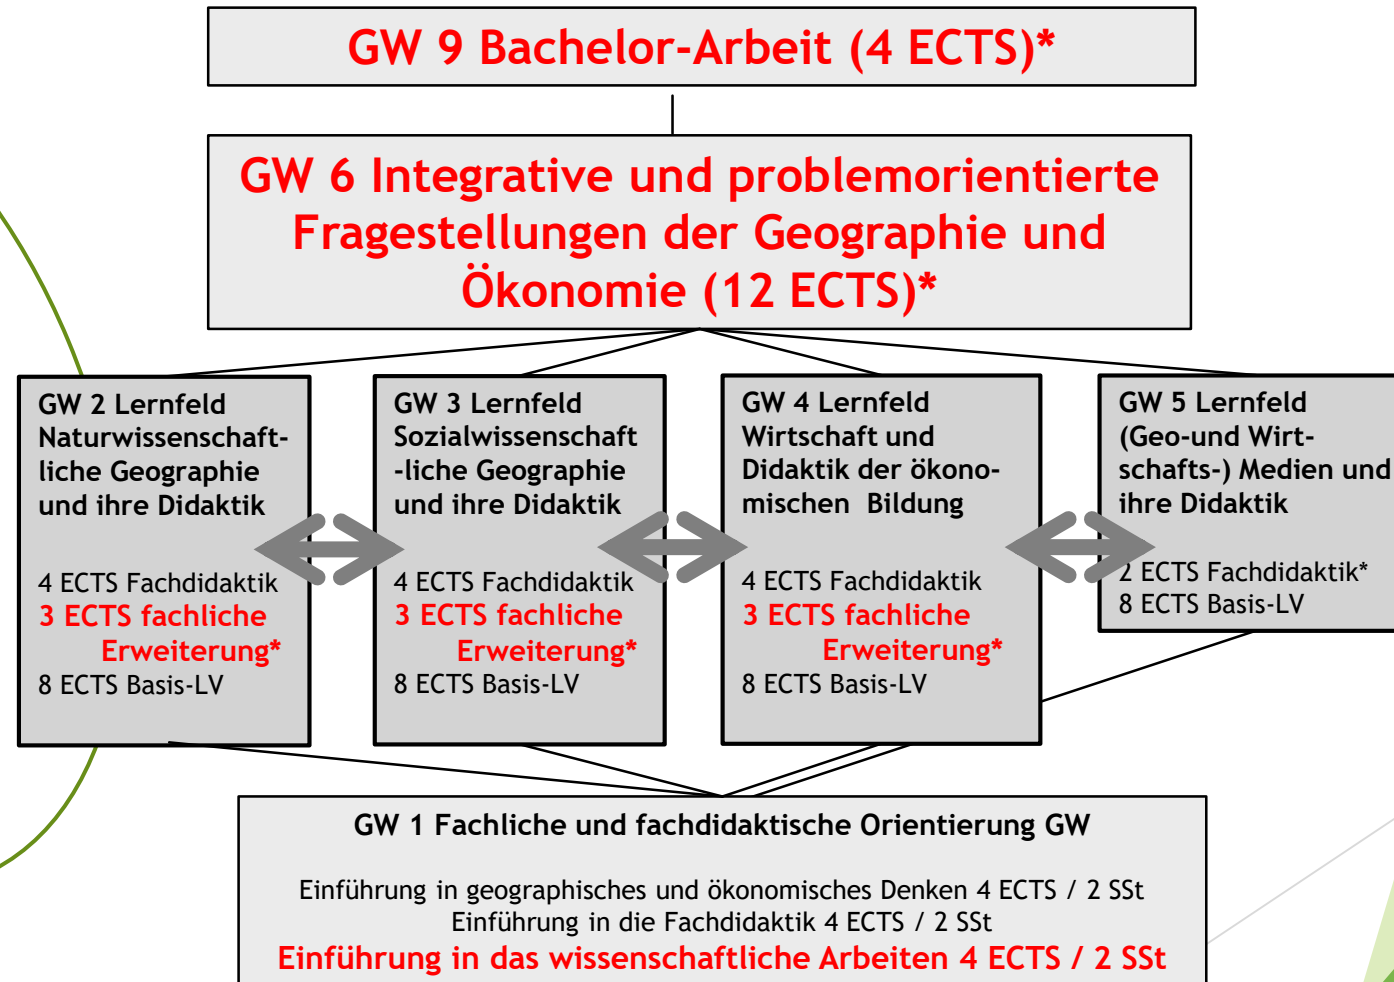 GW 9 Bachelor-Arbeit (4 ECTS)*
GW 6 Integrative und problemorientierte
Fragestellungen der Geographie und
Ökonomie (12 ECTS)*
GW 2 Lernfeld
Naturwissenschaft-
liche Geographie
und ihre Didaktik
4 ECTS Fachdidaktik
3 ECTS fachliche
Erweiterung*
8 ECTS Basis-LV
GW 3 Lernfeld
Sozialwissenschaft
-liche Geographie
und ihre Didaktik
4 ECTS Fachdidaktik
3 ECTS fachliche
Erweiterung*
8 ECTS Basis-LV
GW 4 Lernfeld
Wirtschaft und
Didaktik der ökono-
mischen Bildung
4 ECTS Fachdidaktik
3 ECTS fachliche
Erweiterung*
8 ECTS Basis-LV
GW 5 Lernfeld
(Geo-und Wirt-
schafts-) Medien und
ihre Didaktik
2 ECTS Fachdidaktik*
8 ECTS Basis-LV
GW 1 Fachliche und fachdidaktische Orientierung GW
Einführung in geographisches und ökonomisches Denken 4 ECTS / 2 SSt
Einführung in die Fachdidaktik 4 ECTS / 2 SSt
Einführung in das wissenschaftliche Arbeiten 4 ECTS / 2 SSt